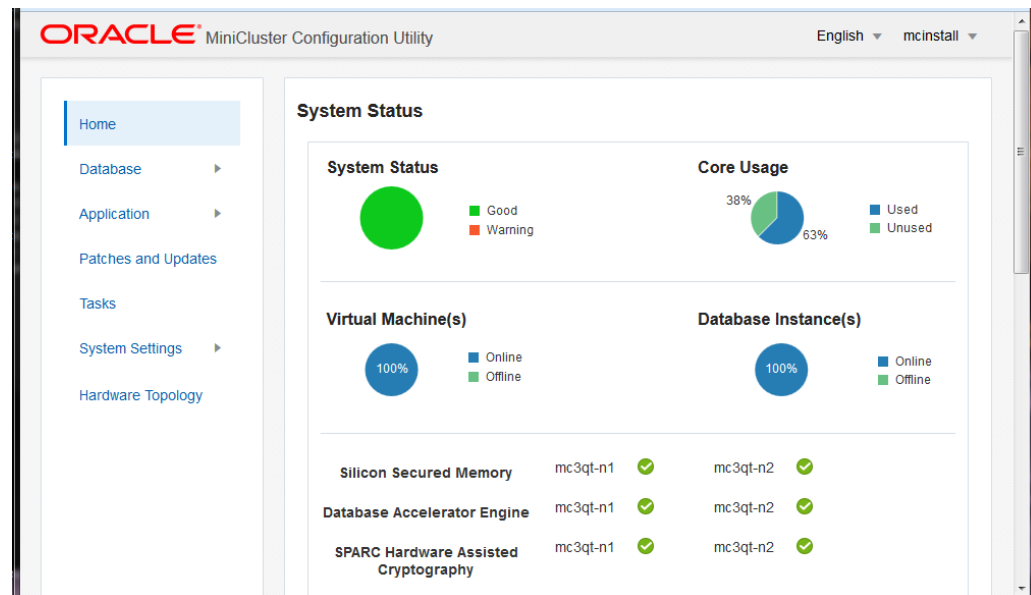 ORACLE MiniCluster Configuration Utility
English mcinstall
Home
Database
Application
Patches and Updates
Tasks
System Settings
Hardware Topology
System Status
System Status
Good
Warning
Core Usage
38%
63%
Used
Unused
Virtual Machine(s)
100%
Online
Offline
Database Instance(s)
100%
Online
Offline
Silicon Secured Memory mc3qt-n1 mc3qt-n2
Database Accelerator Engine mc3qt-n1 mc3qt-n2
SPARC Hardware Assisted mc3qt-n1 mc3qt-n2
Cryptography